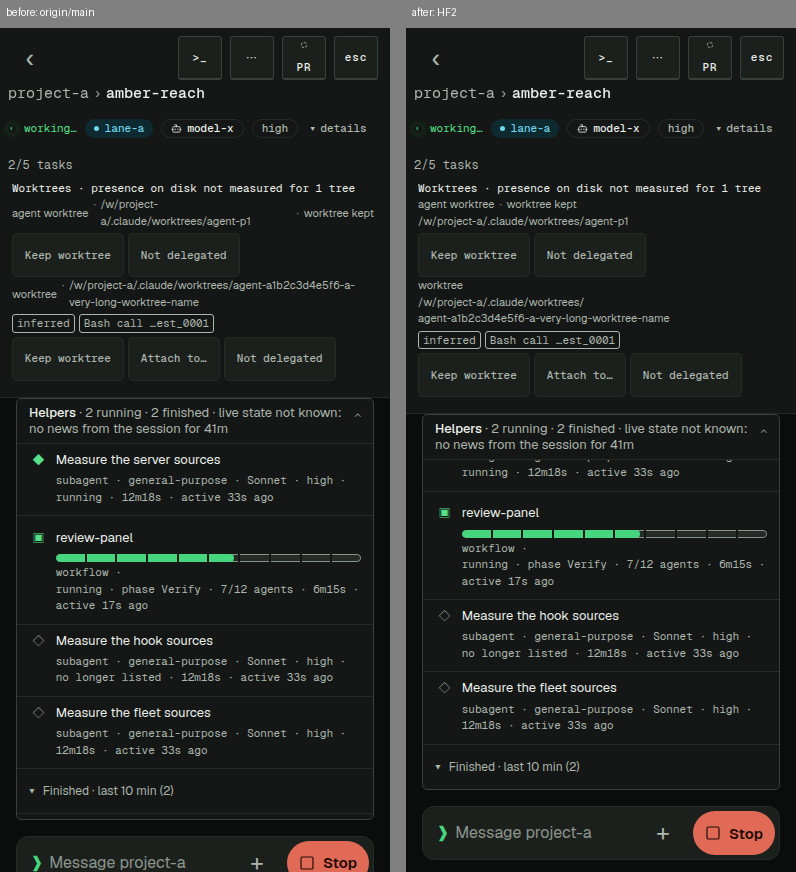 before: origin/main
‹ >_ ··· PR esc
project-a › amber-reach
working… lane-a model-x high ▾ details
2/5 tasks
Worktrees · presence on disk not measured for 1 tree
agent worktree · /w/project-a/.claude/worktrees/agent-p1 · worktree kept
Keep worktree Not delegated
worktree · /w/project-a/.claude/worktrees/agent-a1b2c3d4e5f6-a-
very-long-worktree-name
inferred Bash call …est_0001
Keep worktree Attach to… Not delegated
Helpers · 2 running · 2 finished · live state not known:
no news from the session for 41m
Measure the server sources
subagent · general-purpose · Sonnet · high ·
running · 12m18s · active 33s ago
review-panel
workflow ·
running · phase Verify · 7/12 agents · 6m15s ·
active 17s ago
Measure the hook sources
subagent · general-purpose · Sonnet · high ·
no longer listed · 12m18s · active 33s ago
Measure the fleet sources
subagent · general-purpose · Sonnet · high ·
12m18s · active 33s ago
▾ Finished · last 10 min (2)
❱ Message project-a + Stop
after: HF2
‹ >_ ··· PR esc
project-a › amber-reach
working… lane-a model-x high ▾ details
2/5 tasks
Worktrees · presence on disk not measured for 1 tree
agent worktree · worktree kept
/w/project-a/.claude/worktrees/agent-p1
Keep worktree Not delegated
worktree
/w/project-a/.claude/worktrees/
agent-a1b2c3d4e5f6-a-very-long-worktree-name
inferred Bash call …est_0001
Keep worktree Attach to… Not delegated
Helpers · 2 running · 2 finished · live state not known:
no news from the session for 41m
running · 12m18s · active 33s ago
review-panel
workflow ·
running · phase Verify · 7/12 agents · 6m15s ·
active 17s ago
Measure the hook sources
subagent · general-purpose · Sonnet · high ·
no longer listed · 12m18s · active 33s ago
Measure the fleet sources
subagent · general-purpose · Sonnet · high ·
12m18s · active 33s ago
▾ Finished · last 10 min (2)
❱ Message project-a + Stop